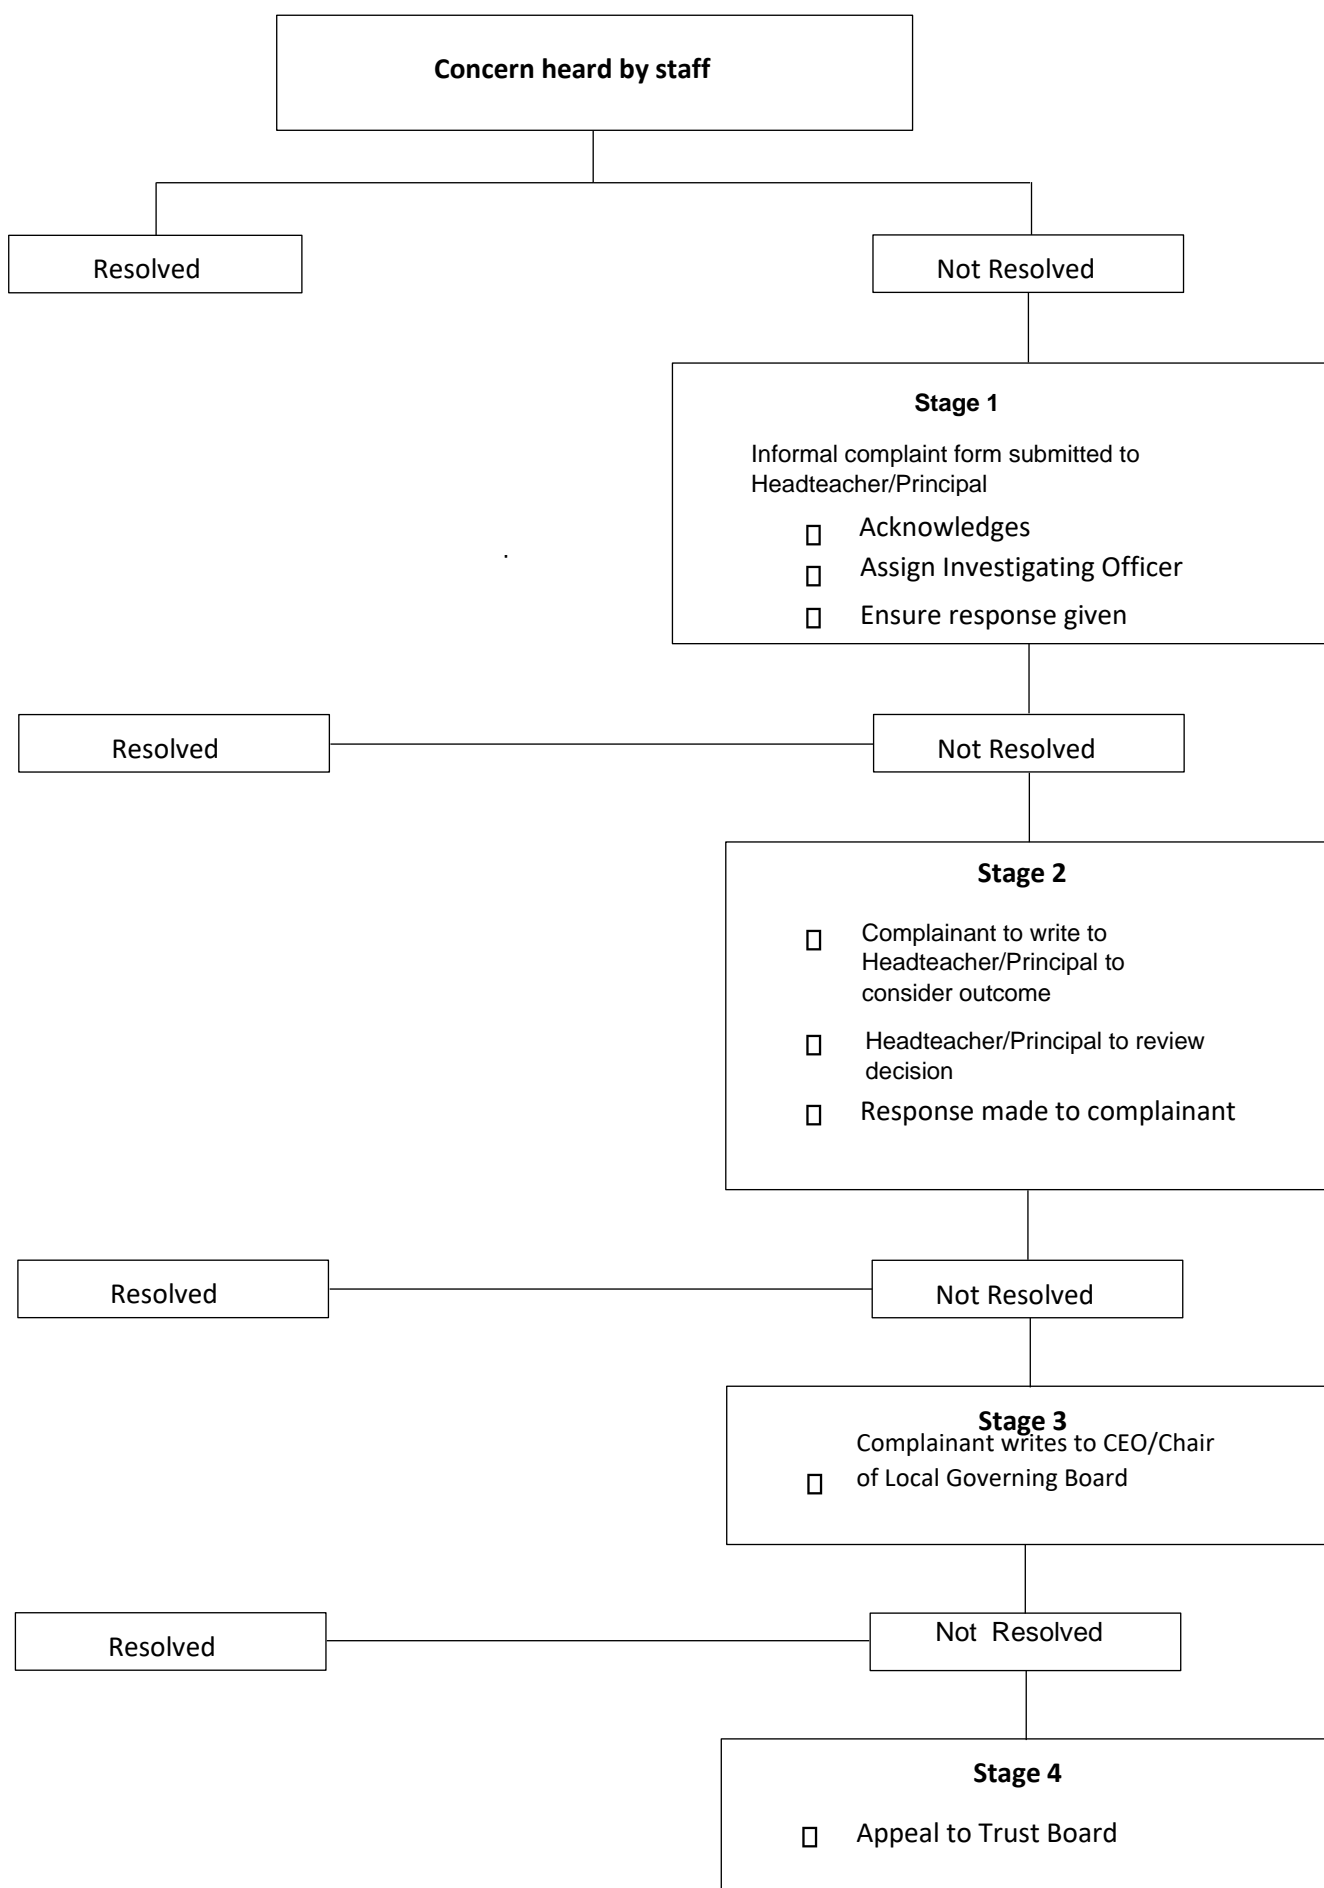 Concern heard by staff
Resolved
Not Resolved
Stage 1
Informal complaint form submitted to
Headteacher/Principal
Acknowledges
Assign Investigating Officer
Ensure response given
.
Resolved
Not Resolved
Stage 2
Complainant to write to
Headteacher/Principal to
consider outcome
Headteacher/Principal to review
decision
Response made to complainant
Resolved
Not Resolved
Stage 3
Complainant writes to CEO/Chair
of Local Governing Board
Resolved
Not  Resolved
Stage 4
Appeal to Trust Board